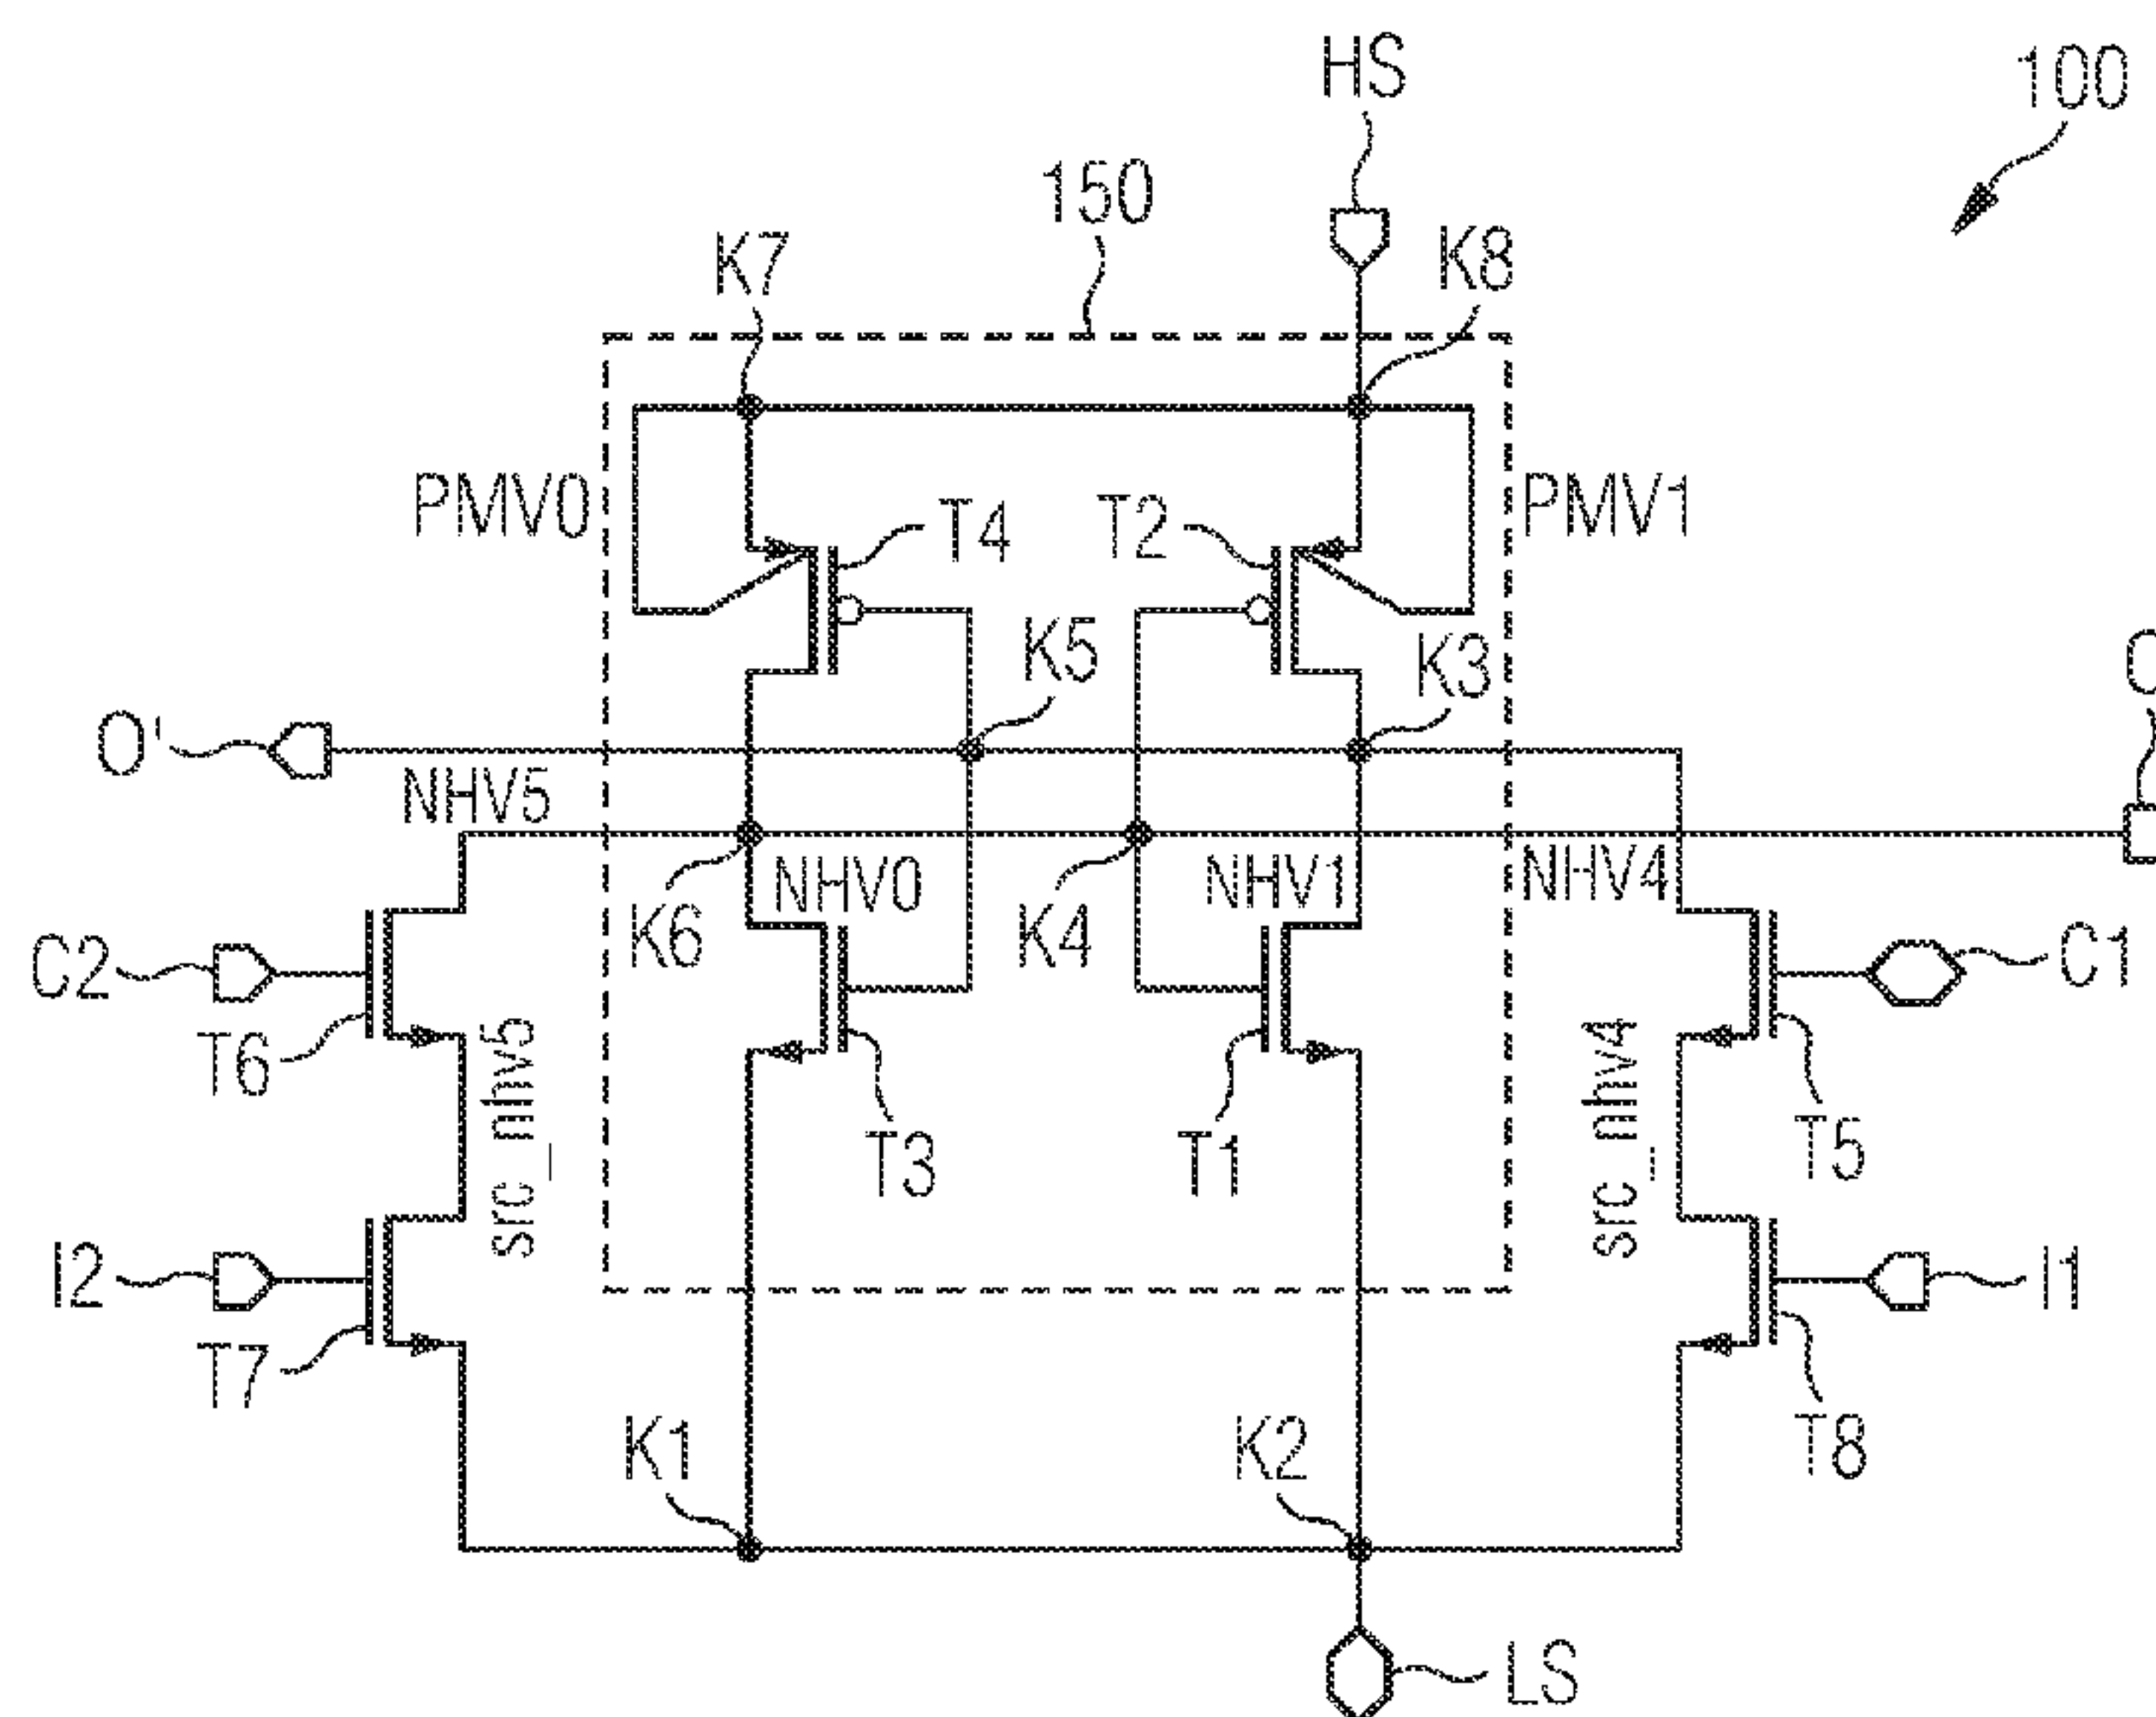 HS
100
150
K7
K8
PMV0
T4
T2
PMV1
K5
K3
O'
O
NHV5
NHV0
NHV1
NHV4
K6
K4
C2
C1
T6
src_nhv5
src_nhv4
T5
T3
T1
I2
I1
T7
T8
K1
K2
LS